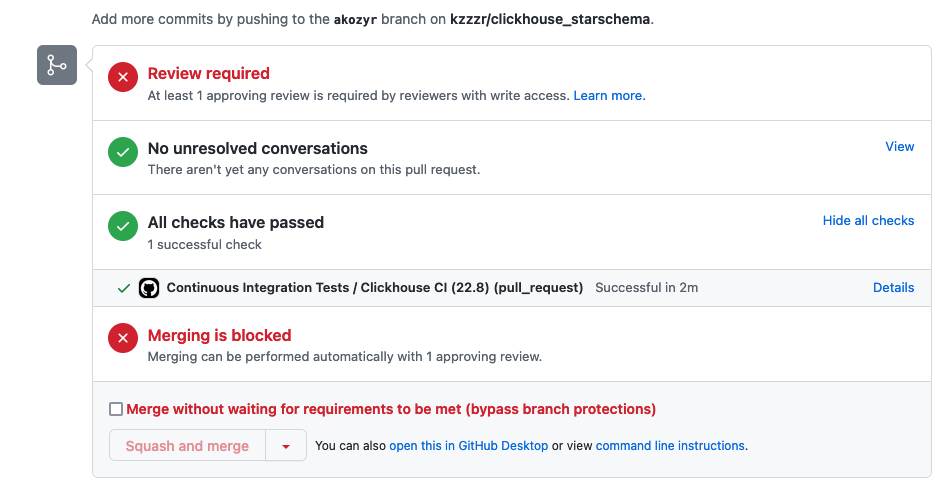 Add more commits by pushing to the akozyr branch on kzzzr/clickhouse_starschema.
Review required
At least 1 approving review is required by reviewers with write access. Learn more.
No unresolved conversations
View
There aren't yet any conversations on this pull request.
All checks have passed
Hide all checks
1 successful check
Continuous Integration Tests / Clickhouse CI (22.8) (pull_request) Successful in 2m Details
Merging is blocked
Merging can be performed automatically with 1 approving review.
Merge without waiting for requirements to be met (bypass branch protections)
Squash and merge You can also open this in GitHub Desktop or view command line instructions.